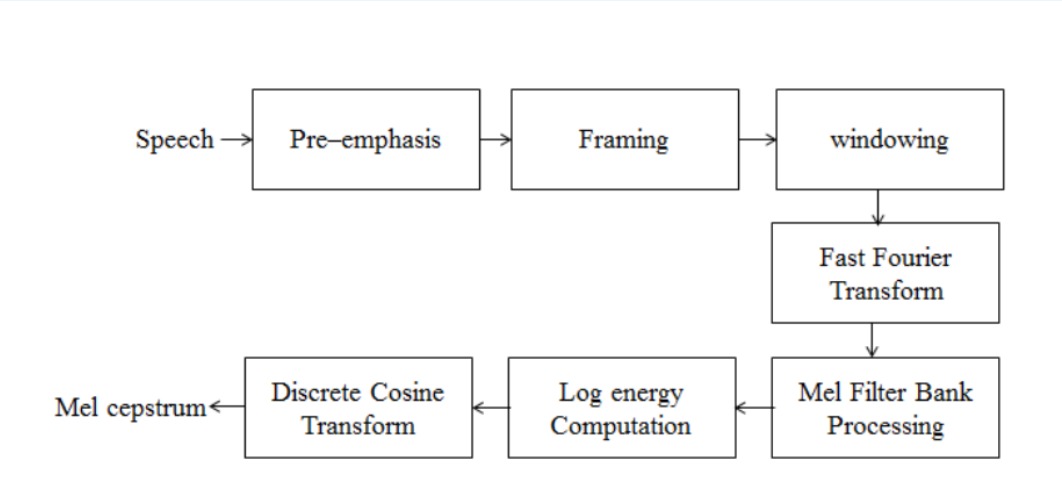 Speech
Pre–emphasis
Framing
windowing
Fast Fourier
Transform
Mel Filter Bank
Processing
Log energy
Computation
Discrete Cosine
Transform
Mel cepstrum